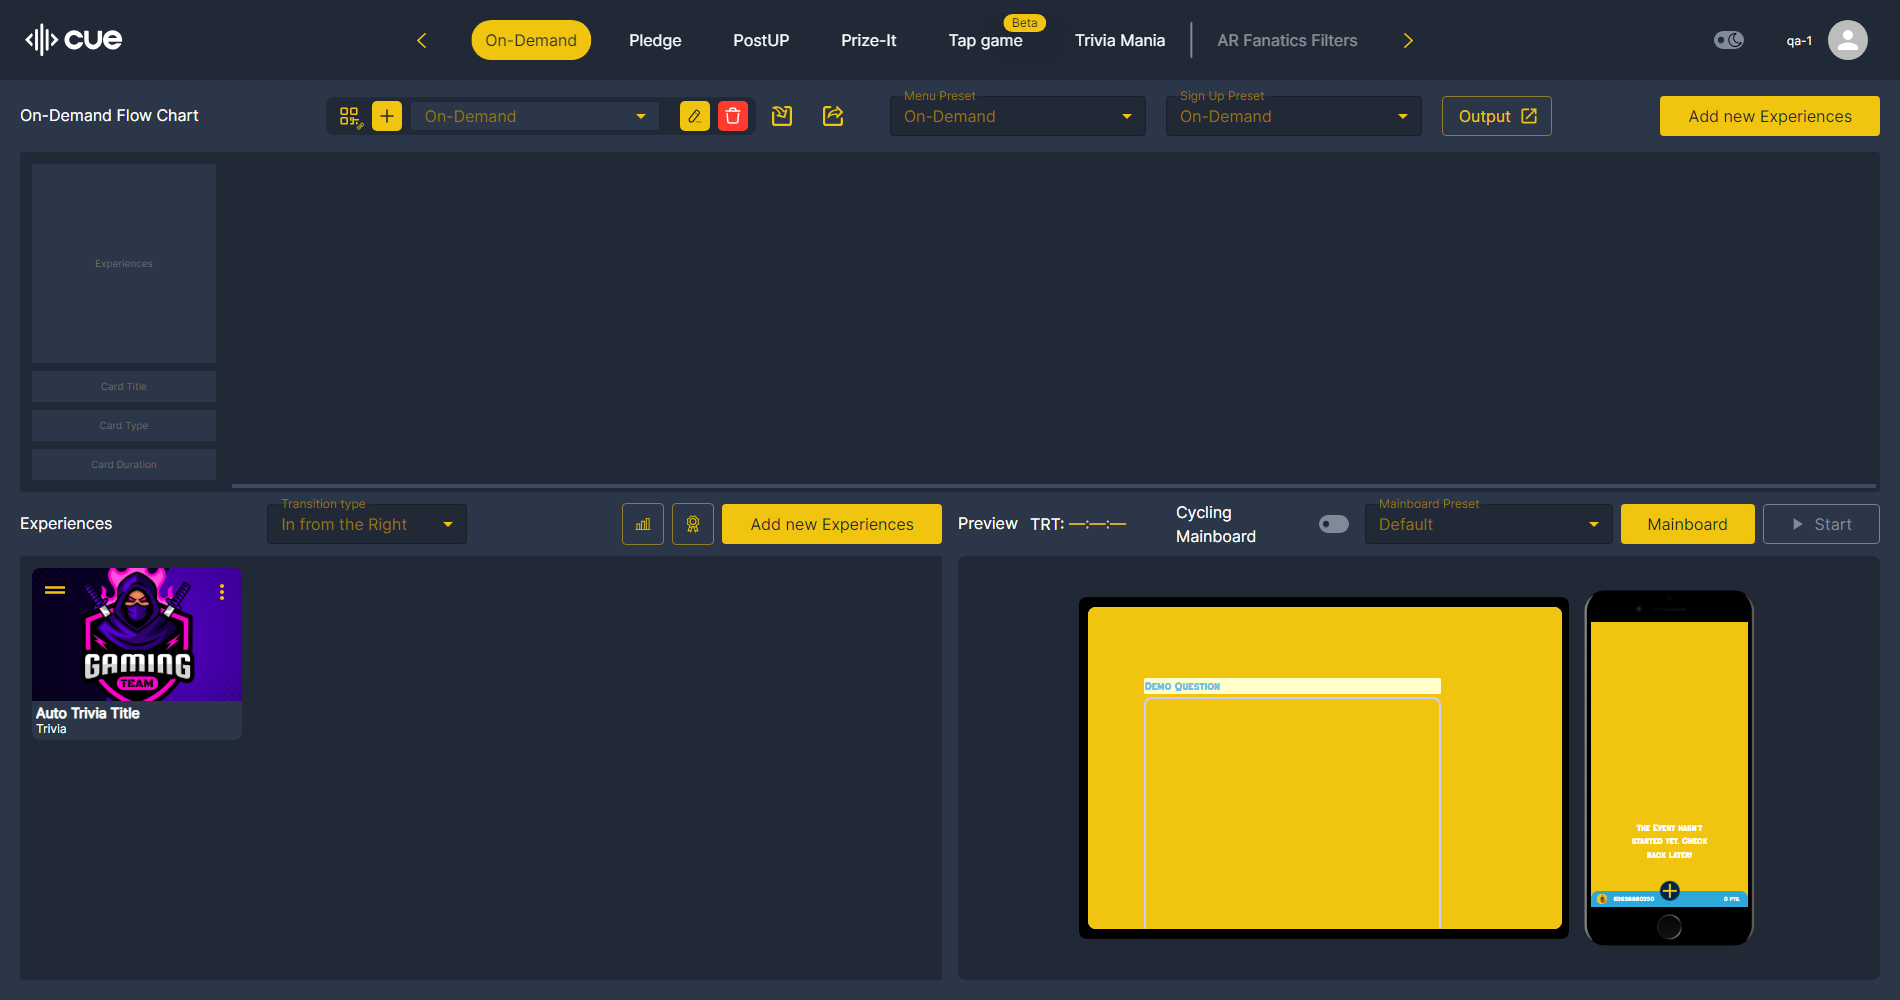 cue
On-Demand
Pledge
PostUP
Prize-It
Tap game
Beta
Trivia Mania
AR Fanatics Filters
qa-1
On-Demand Flow Chart
On-Demand
Menu Preset
On-Demand
Sign Up Preset
On-Demand
Output
Add new Experiences
Experiences
Card Title
Card Type
Card Duration
Experiences
Transition type
In from the Right
Add new Experiences
Preview
TRT: —:—:—
Cycling
Mainboard
Mainboard Preset
Default
Mainboard
Start
GAMING
TEAM
Auto Trivia Title
Trivia
Demo Question
The Event hasn't
started yet. Check
back later!
0 pts.